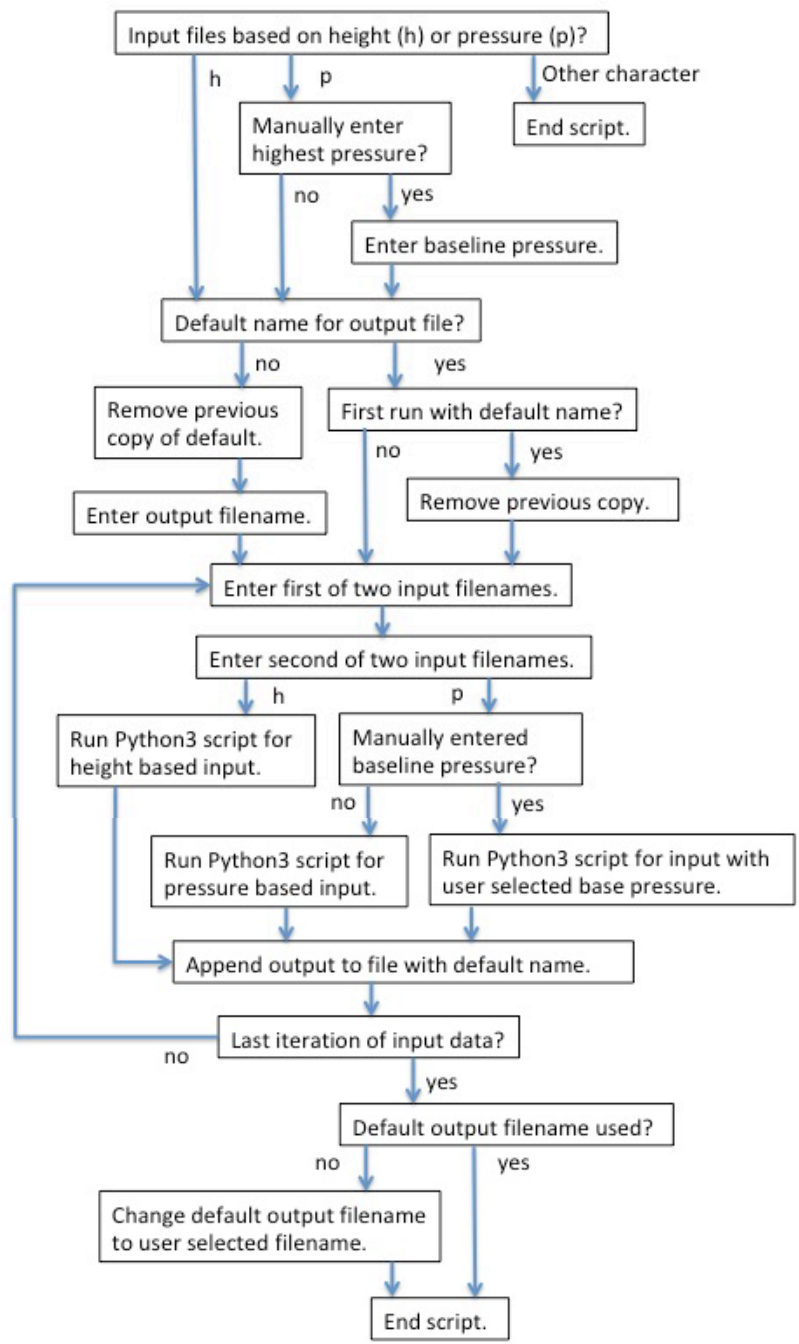 Input files based on height (h) or pressure (p)?
h
p
Other character
Manually enter
highest pressure?
End script.
no
yes
Enter baseline pressure.
Default name for output file?
no
yes
Remove previous
copy of default.
First run with default name?
no
yes
Enter output filename.
Remove previous copy.
Enter first of two input filenames.
Enter second of two input filenames.
h
p
Run Python3 script for
height based input.
Manually entered
baseline pressure?
no
yes
Run Python3 script for
pressure based input.
Run Python3 script for input with
user selected base pressure.
Append output to file with default name.
Last iteration of input data?
no
yes
Default output filename used?
no
yes
Change default output filename
to user selected filename.
End script.